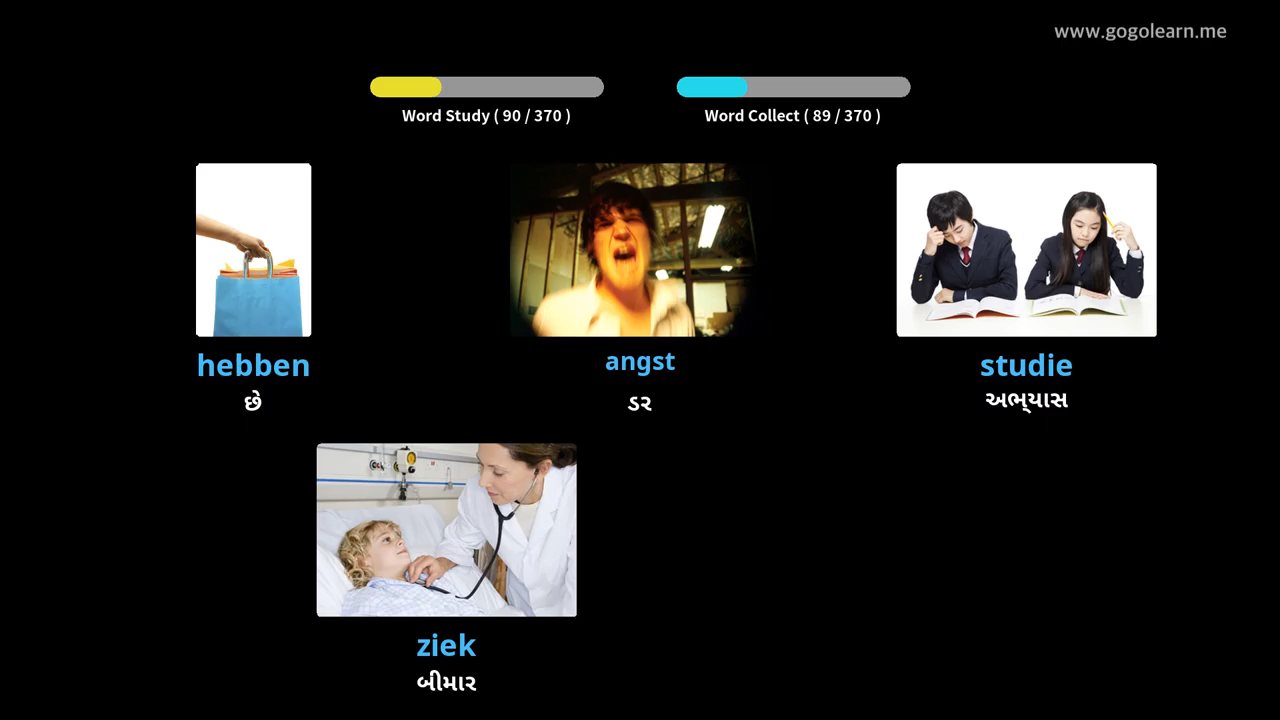 www.gogolearn.me
Word Study ( 90 / 370 )
Word Collect ( 89 / 370 )
hebben
છે
angst
ડર
studie
અભ્યાસ
ziek
બીમાર